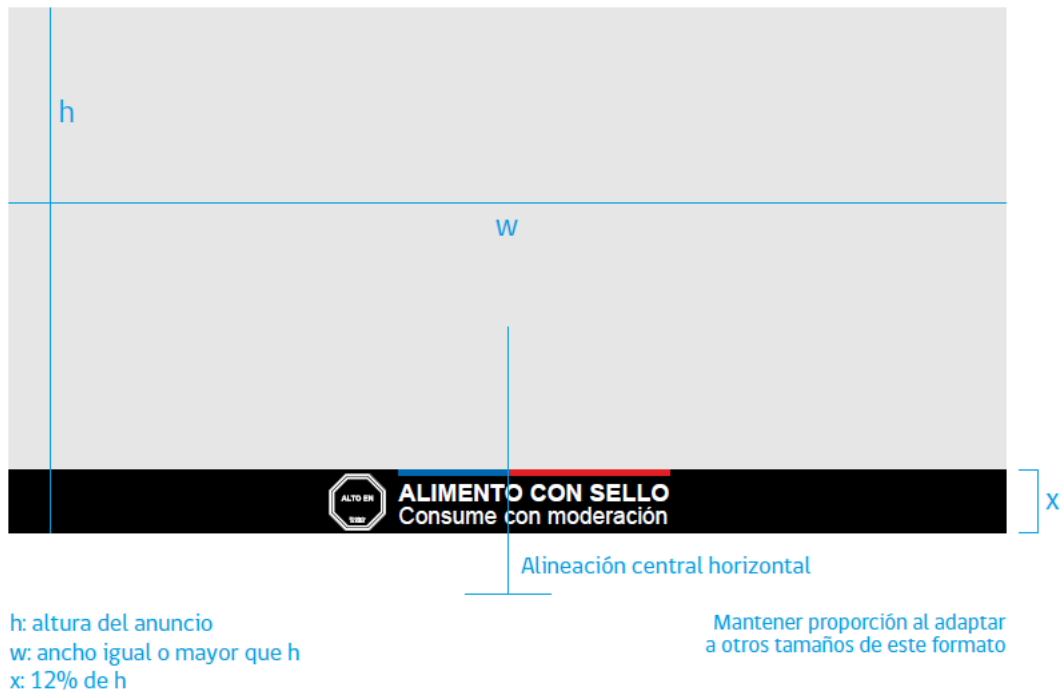 h
w
ALTO EN
ALIMENTO CON SELLO
Consume con moderación
x
Alineación central horizontal
h: altura del anuncio
w: ancho igual o mayor que h
x: 12% de h
Mantener proporción al adaptar
a otros tamaños de este formato